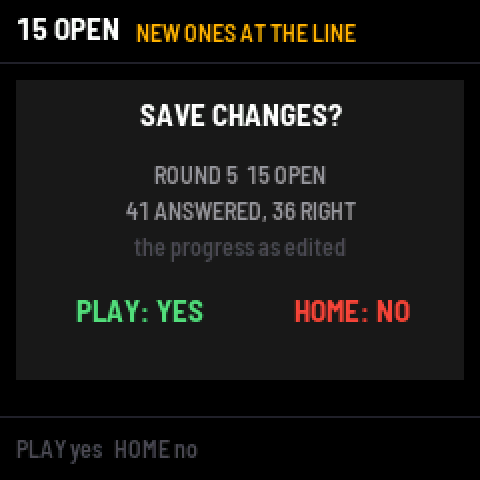 15 OPEN NEW ONES AT THE LINE
SAVE CHANGES?
ROUND 5 15 OPEN
41 ANSWERED, 36 RIGHT
the progress as edited
PLAY: YES HOME: NO
PLAY yes HOME no